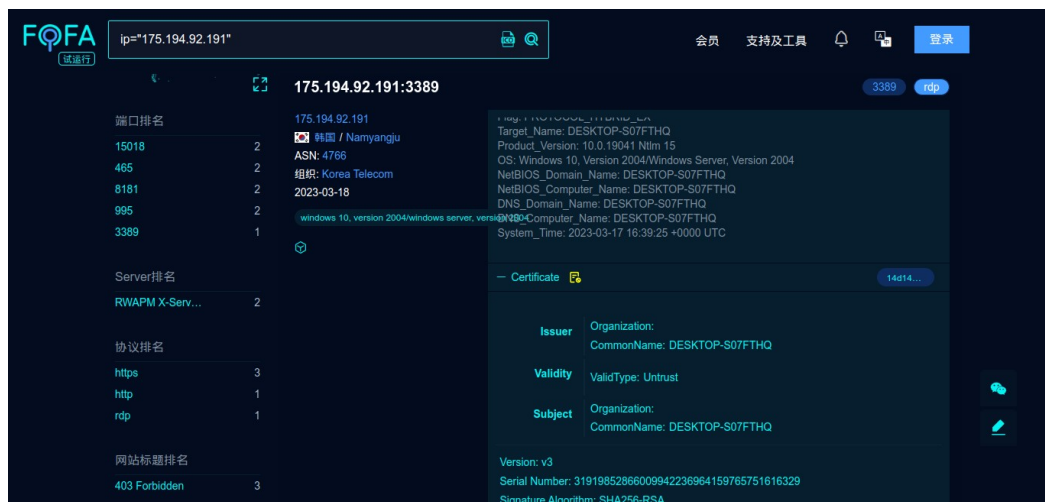 FOFA
试运行
ip="175.194.92.191"
会员
支持及工具
登录
175.194.92.191:3389
3389
rdp
端口排名
15018 2
465 2
8181 2
995 2
3389 1
Server排名
RWAPM X-Serv... 2
协议排名
https 3
http 1
rdp 1
网站标题排名
403 Forbidden 3
175.194.92.191
韩国 / Namyangju
ASN: 4766
组织: Korea Telecom
2023-03-18
windows 10, version 2004/windows server, version 2004
Flag: PROTOCOL_HYBRID_EX
Target_Name: DESKTOP-S07FTHQ
Product_Version: 10.0.19041 Ntlm 15
OS: Windows 10, Version 2004/Windows Server, Version 2004
NetBIOS_Domain_Name: DESKTOP-S07FTHQ
NetBIOS_Computer_Name: DESKTOP-S07FTHQ
DNS_Domain_Name: DESKTOP-S07FTHQ
DNS_Computer_Name: DESKTOP-S07FTHQ
System_Time: 2023-03-17 16:39:25 +0000 UTC
Certificate
14d14...
Issuer
Organization:
CommonName: DESKTOP-S07FTHQ
Validity
ValidType: Untrust
Subject
Organization:
CommonName: DESKTOP-S07FTHQ
Version: v3
Serial Number: 31919852866009942236964159765751616329
Signature Algorithm: SHA256-RSA